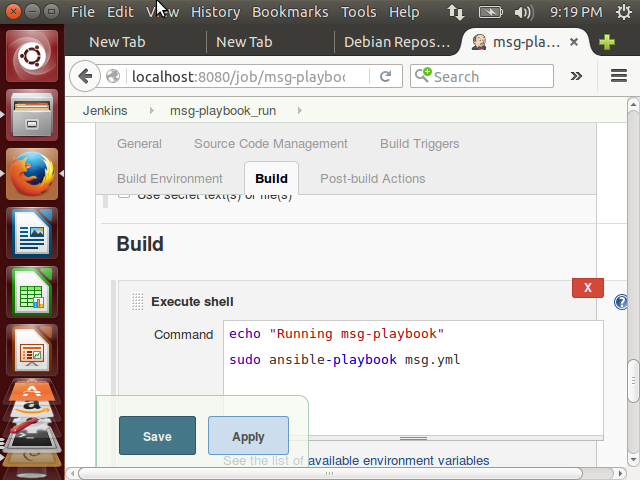 File Edit View History Bookmarks Tools Help 9:19 PM
New Tab New Tab Debian Repos... msg-pla...
localhost:8080/job/msg-playbo Search
Jenkins msg-playbook_run
General Source Code Management Build Triggers
Build Environment Build Post-build Actions
Use secret text(s) or file(s)
Build
X
Execute shell
Command
echo "Running msg-playbook"
sudo ansible-playbook msg.yml
Save Apply
See the list of available environment variables